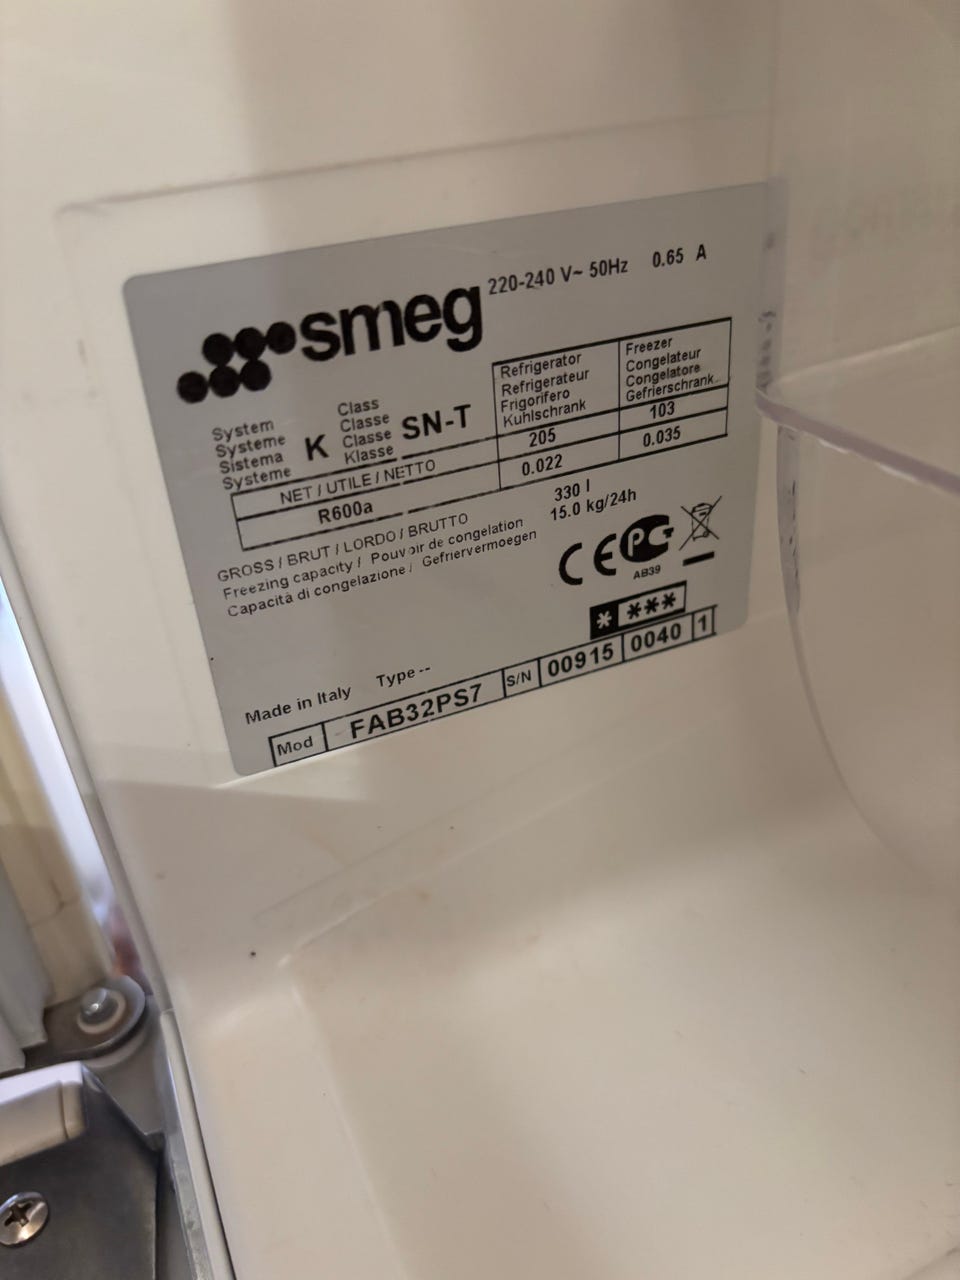 smeg 220-240 V~ 50Hz 0.65 A
System
Systeme
Sistema
Systeme
K
Class
Classe
Classe
Klasse
SN-T
Refrigerator
Refrigerateur
Frigorifero
Kuhlschrank
Freezer
Congelateur
Congelatore
Gefrierschrank
NET / UTILE / NETTO 205 103
R600a 0.022 0.035
GROSS / BRUT / LORDO / BRUTTO 330 l
Freezing capacity / Pouvoir de congelation 15.0 kg/24h
Capacità di congelazione / Gefriervermoegen
CE PG
AB39
* ***
Made in Italy Type --
Mod FAB32PS7 S/N 00915 0040 1